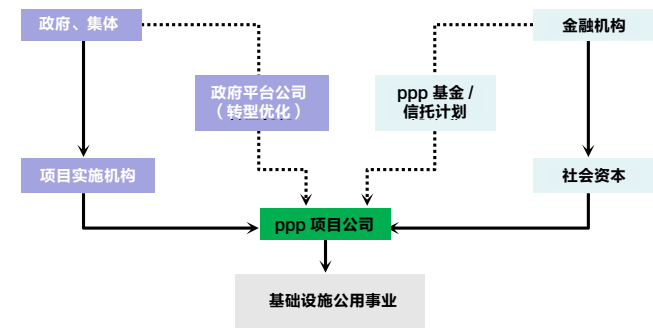 政府、集体
金融机构
政府平台公司
（转型优化）
ppp 基金 /
信托计划
项目实施机构
社会资本
ppp 项目公司
基础设施公用事业